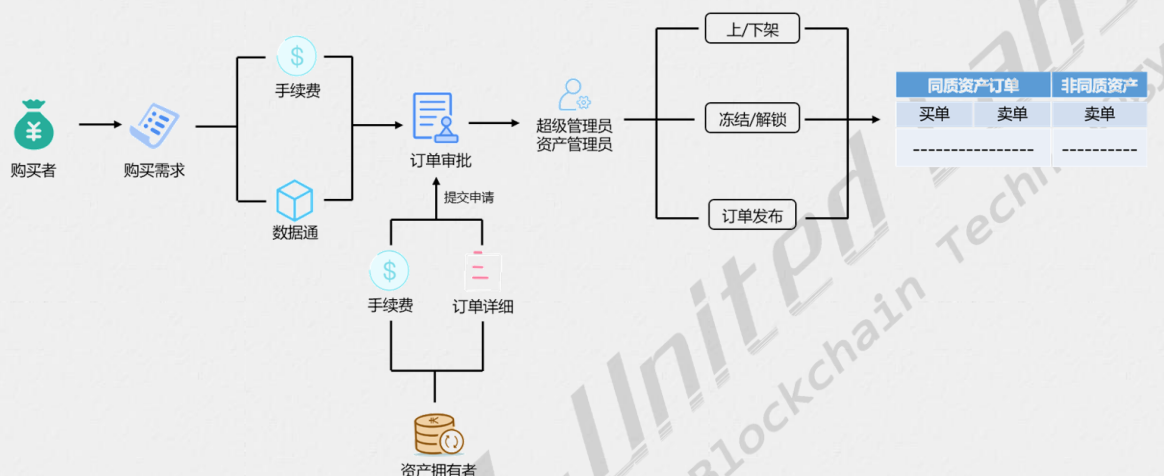 购买者
购买需求
手续费
数据通
订单审批
提交申请
手续费
订单详细
资产拥有者
超级管理员
资产管理员
上/下架
冻结/解锁
订单发布
同质资产订单 非同质资产
买单 卖单 卖单
United
Blockchain